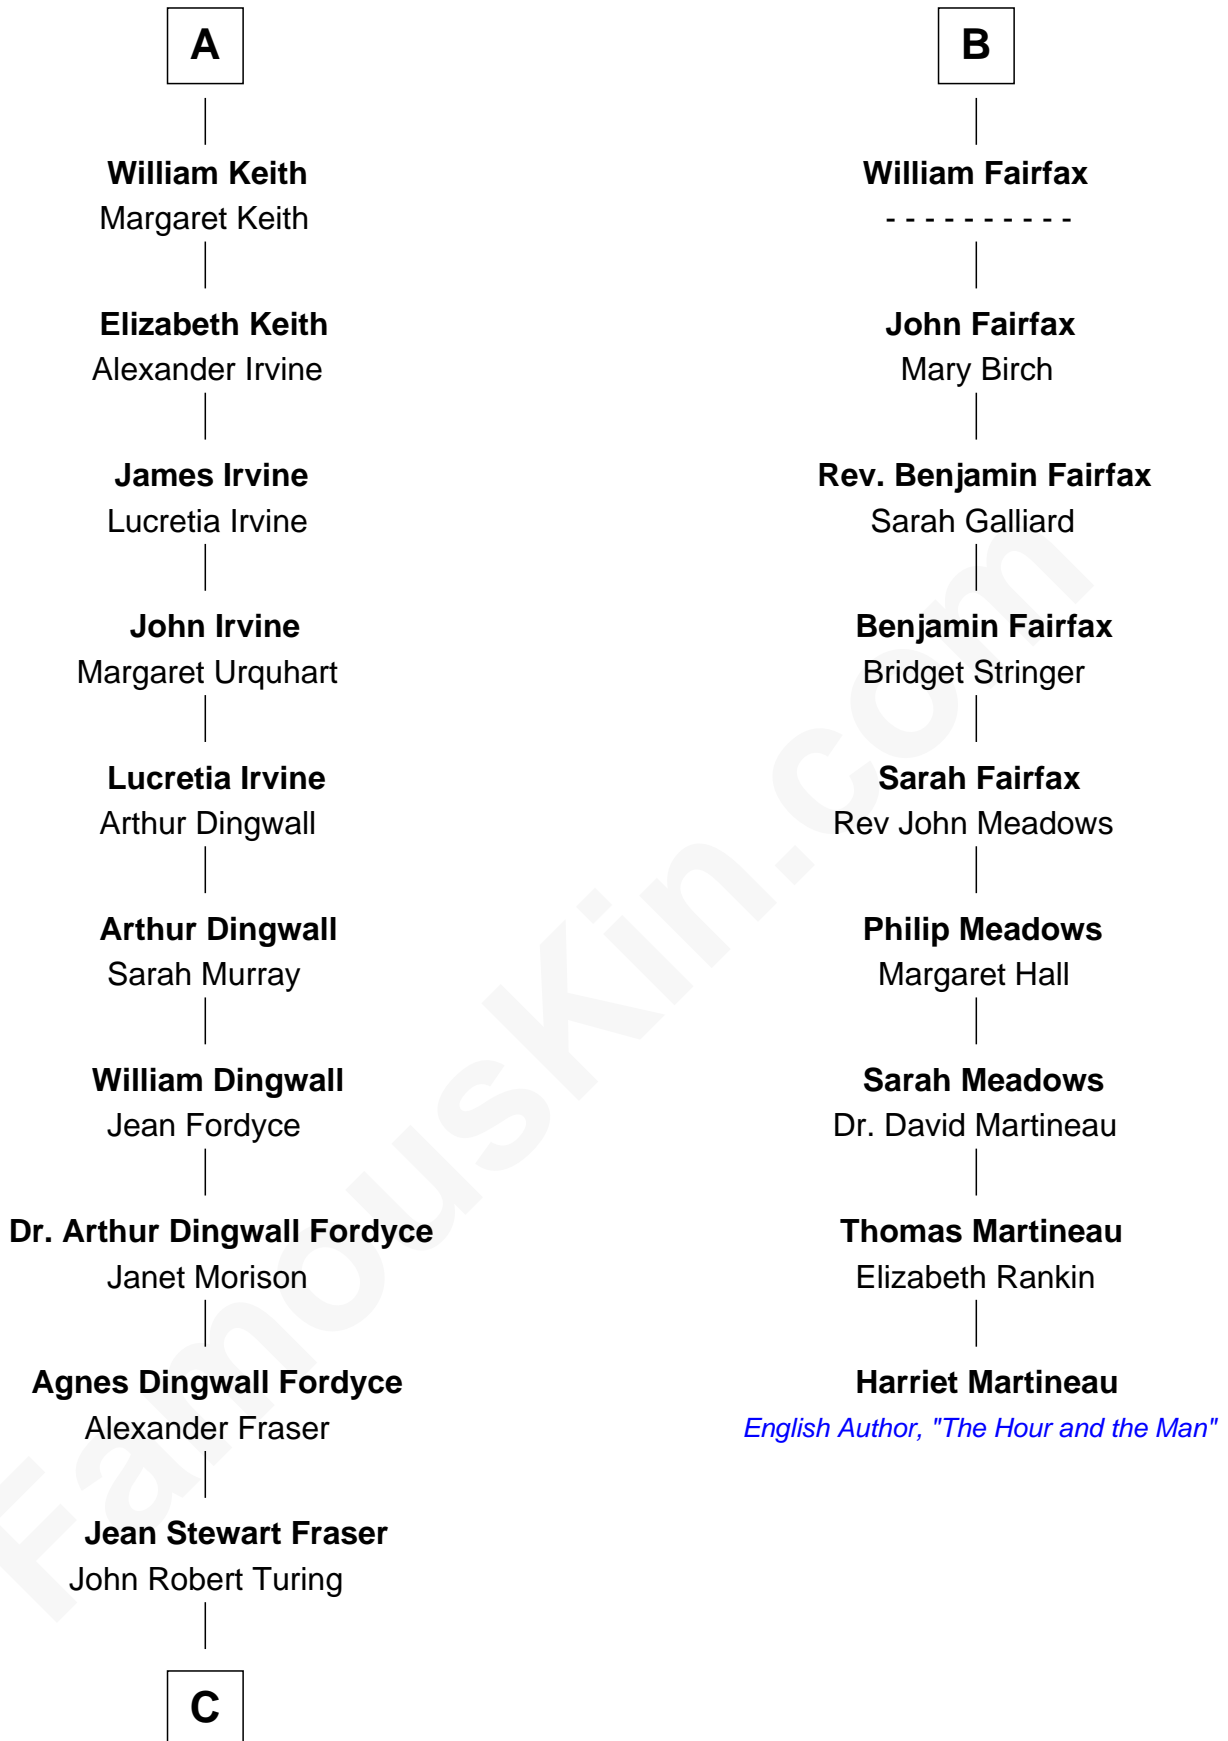 A
William Keith
Margaret Keith
Elizabeth Keith
Alexander Irvine
James Irvine
Lucretia Irvine
John Irvine
Margaret Urquhart
Lucretia Irvine
Arthur Dingwall
Arthur Dingwall
Sarah Murray
William Dingwall
Jean Fordyce
Dr. Arthur Dingwall Fordyce
Janet Morison
Agnes Dingwall Fordyce
Alexander Fraser
Jean Stewart Fraser
John Robert Turing
C
B
William Fairfax
- - - - - - - - - -
John Fairfax
Mary Birch
Rev. Benjamin Fairfax
Sarah Galliard
Benjamin Fairfax
Bridget Stringer
Sarah Fairfax
Rev John Meadows
Philip Meadows
Margaret Hall
Sarah Meadows
Dr. David Martineau
Thomas Martineau
Elizabeth Rankin
Harriet Martineau
English Author, "The Hour and the Man"
FamousKin.com